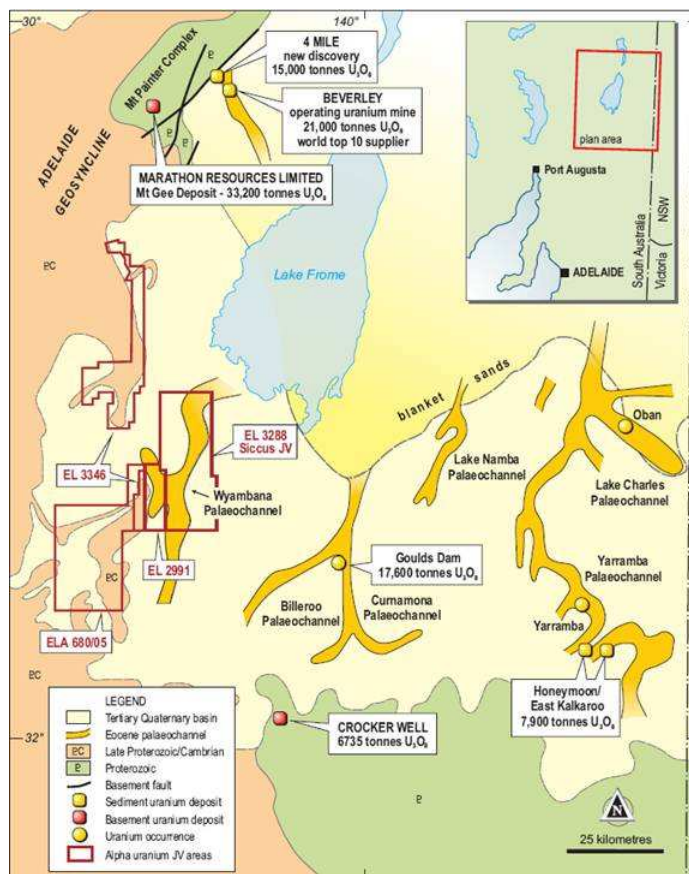 30°
140°
4 MILE
new discovery
15,000 tonnes U₃O₈
BEVERLEY
operating uranium mine
21,000 tonnes U₃O₈
world top 10 supplier
Mt Painter Complex
P
P
P
ADELAIDE
GEOSYNCLINE
MARATHON RESOURCES LIMITED
Mt Gee Deposit - 33,200 tonnes U₃O₈
plan area
Port Augusta
ADELAIDE
South Australia
NSW
Victoria
Lake Frome
PC
blanket sands
Oban
EL 3288
Siccus JV
EL 3346
Wyambana
Palaeochannel
Lake Namba
Palaeochannel
Lake Charles
Palaeochannel
EL 2991
PC
Goulds Dam
17,600 tonnes U₃O₈
Yarramba
Palaeochannel
Billeroo
Palaeochannel
Curnamona
Palaeochannel
Yarramba
ELA 680/05
PC
Honeymoon/
East Kalkaroo
7,900 tonnes U₃O₈
CROCKER WELL
6735 tonnes U₃O₈
32°
LEGEND
Tertiary Quaternary basin
Eocene palaeochannel
PC Late Proterozoic/Cambrian
P Proterozoic
Basement fault
Sediment uranium deposit
Basement uranium deposit
Uranium occurrence
Alpha uranium JV areas
P
N
25 kilometres